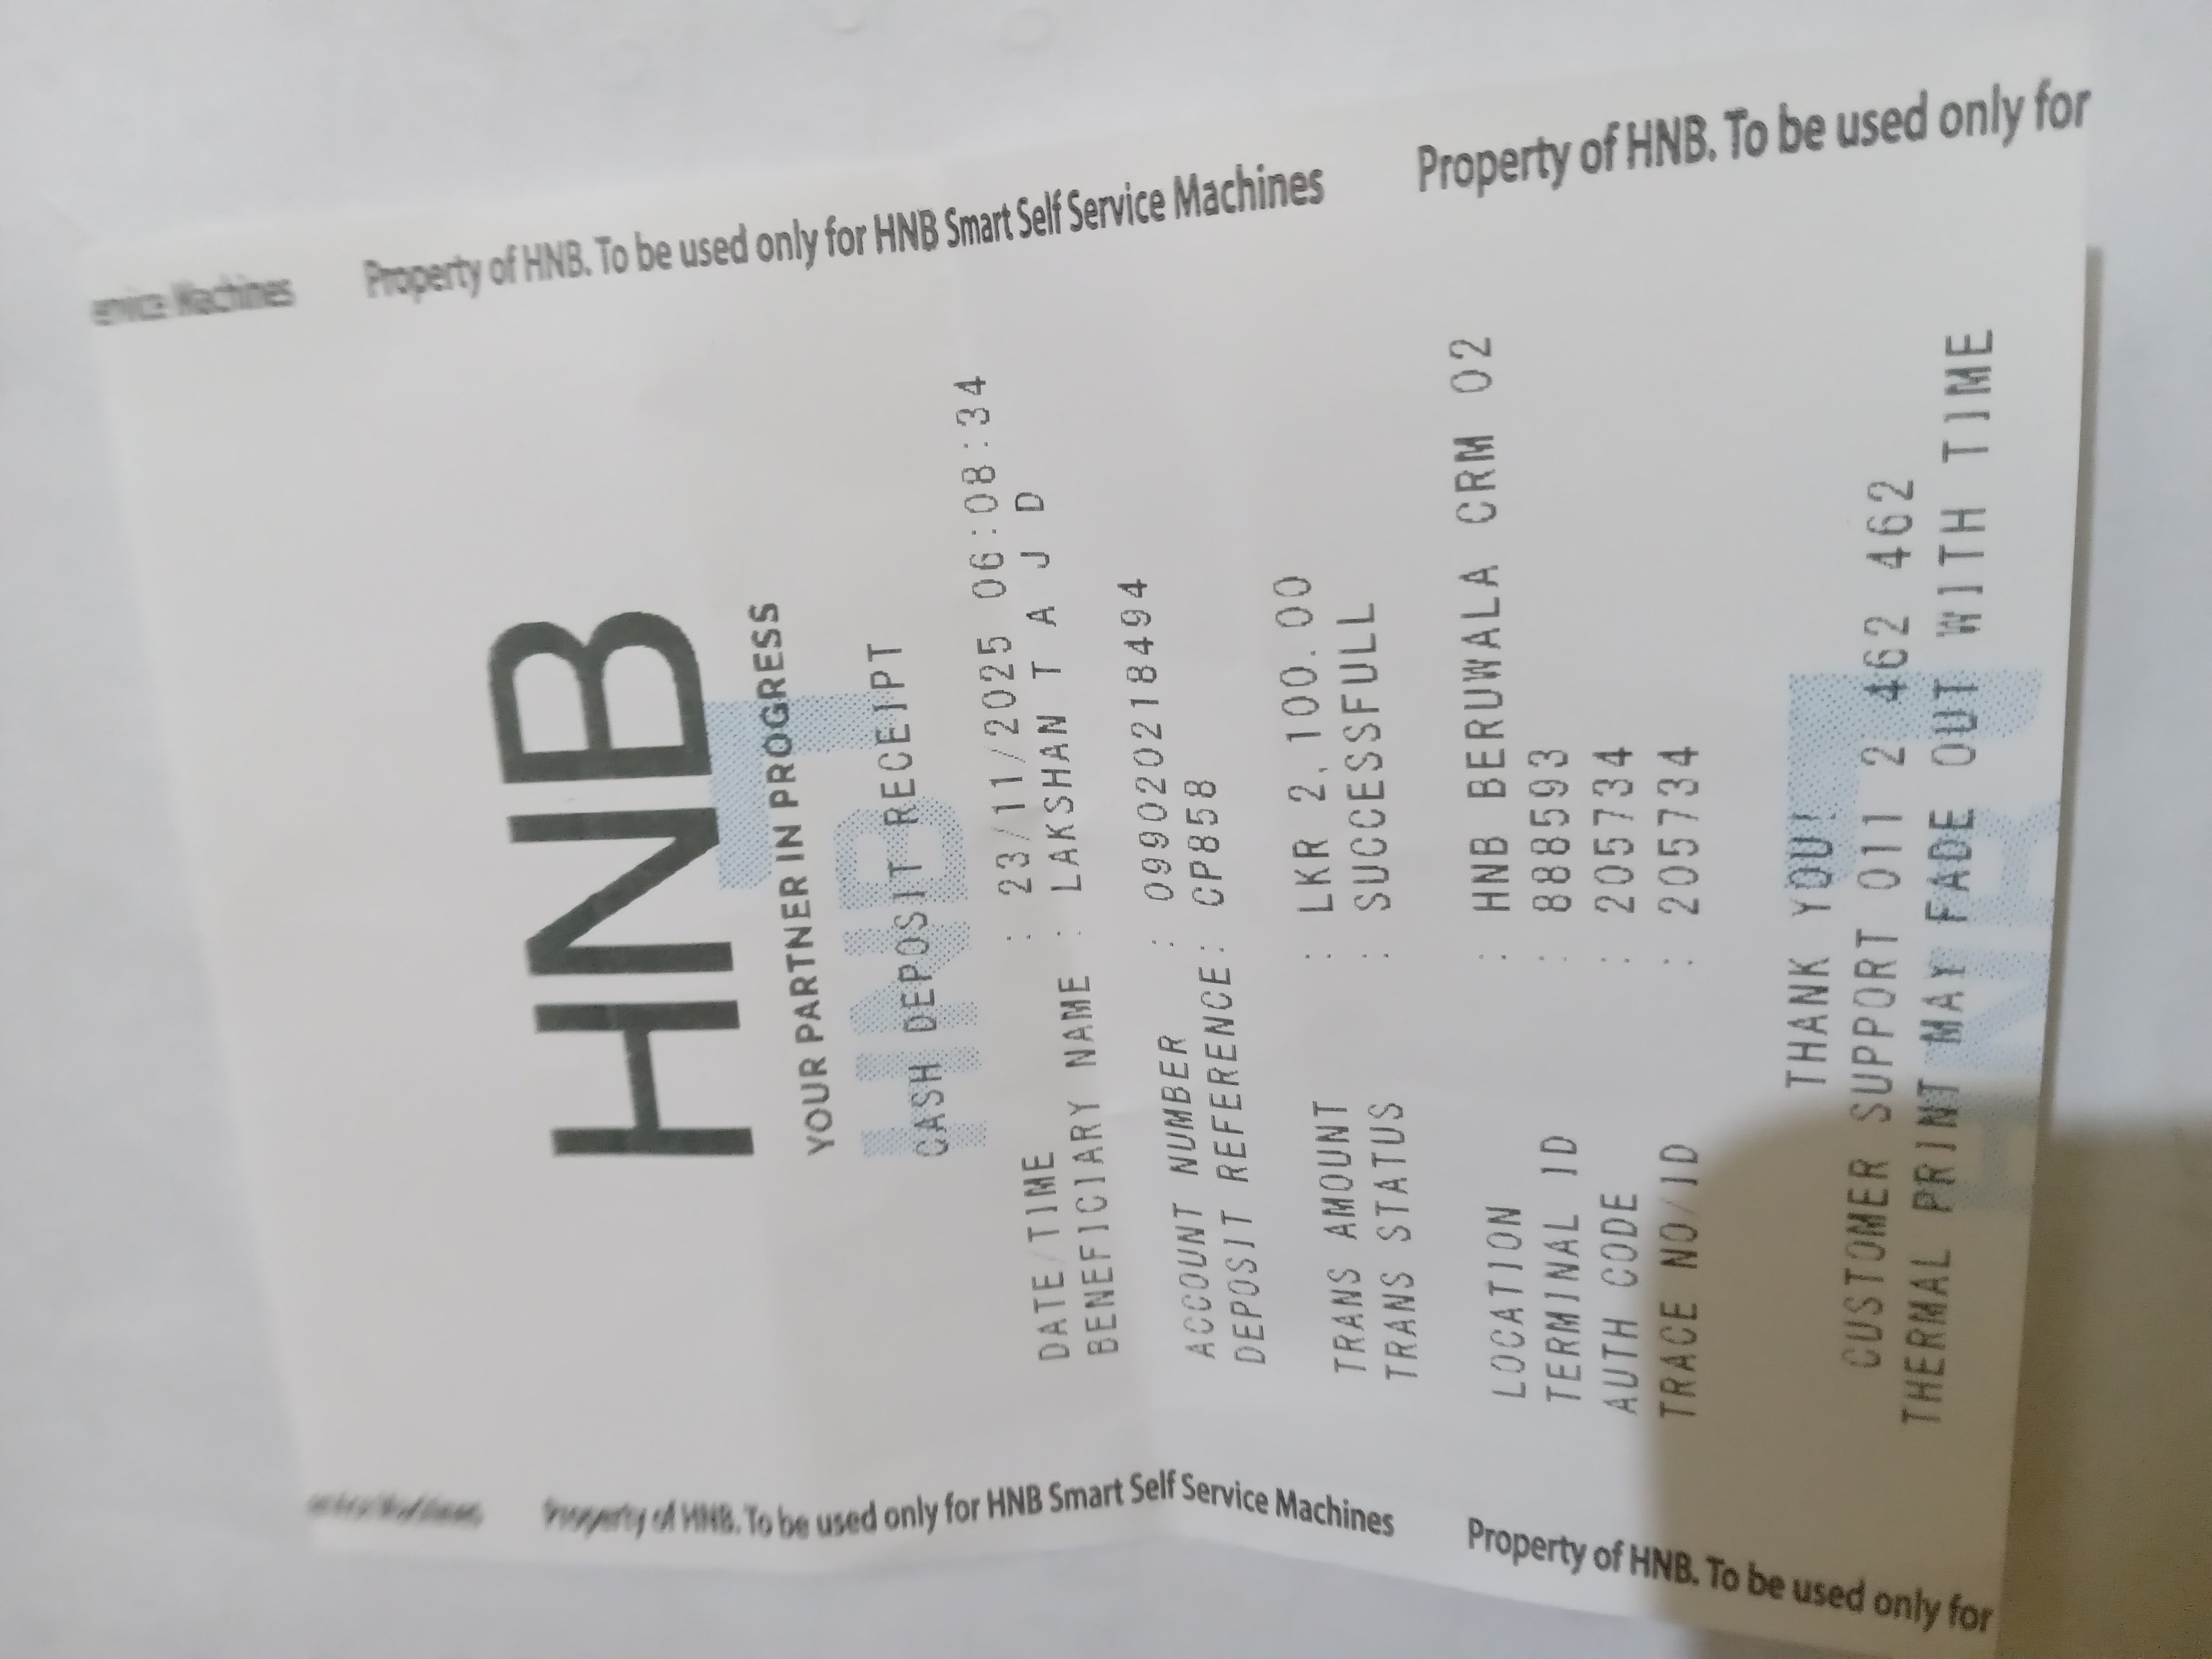 Property of HNB. To be used only for HNB Smart Self Service Machines
Property of HNB. To be used only for
HNB
YOUR PARTNER IN PROGRESS
HNB
CASH DEPOSIT RECEIPT
DATE/TIME : 23/11/2025 06:08:34
BENEFICIARY NAME : LAKSHAN T A J D
ACCOUNT NUMBER : 099020218494
DEPOSIT REFERENCE: CP858
TRANS AMOUNT : LKR 2,100.00
TRANS STATUS : SUCCESSFULL
LOCATION : HNB BERUWALA CRM 02
TERMINAL ID : 888593
AUTH CODE : 205734
TRACE NO/ID : 205734
THANK YOU!
CUSTOMER SUPPORT 011 2 462 462
THERMAL PRINT MAY FADE OUT WITH TIME
Property of HNB. To be used only for HNB Smart Self Service Machines
Property of HNB. To be used only for